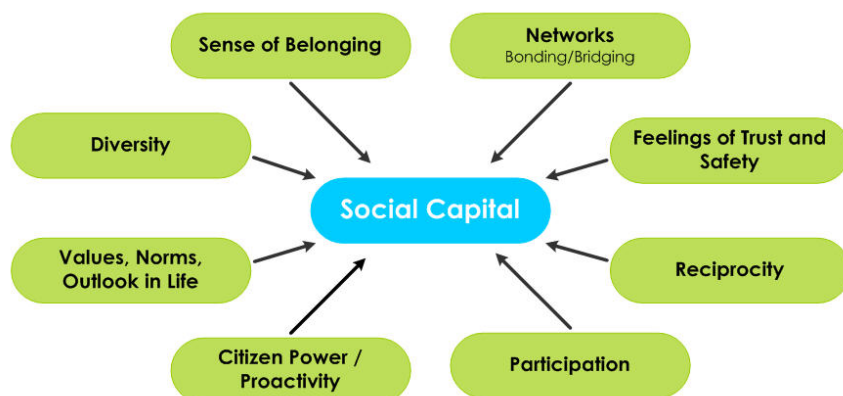 Sense of Belonging
Networks
Bonding/Bridging
Diversity
Feelings of Trust and
Safety
Social Capital
Values, Norms,
Outlook in Life
Reciprocity
Citizen Power /
Proactivity
Participation